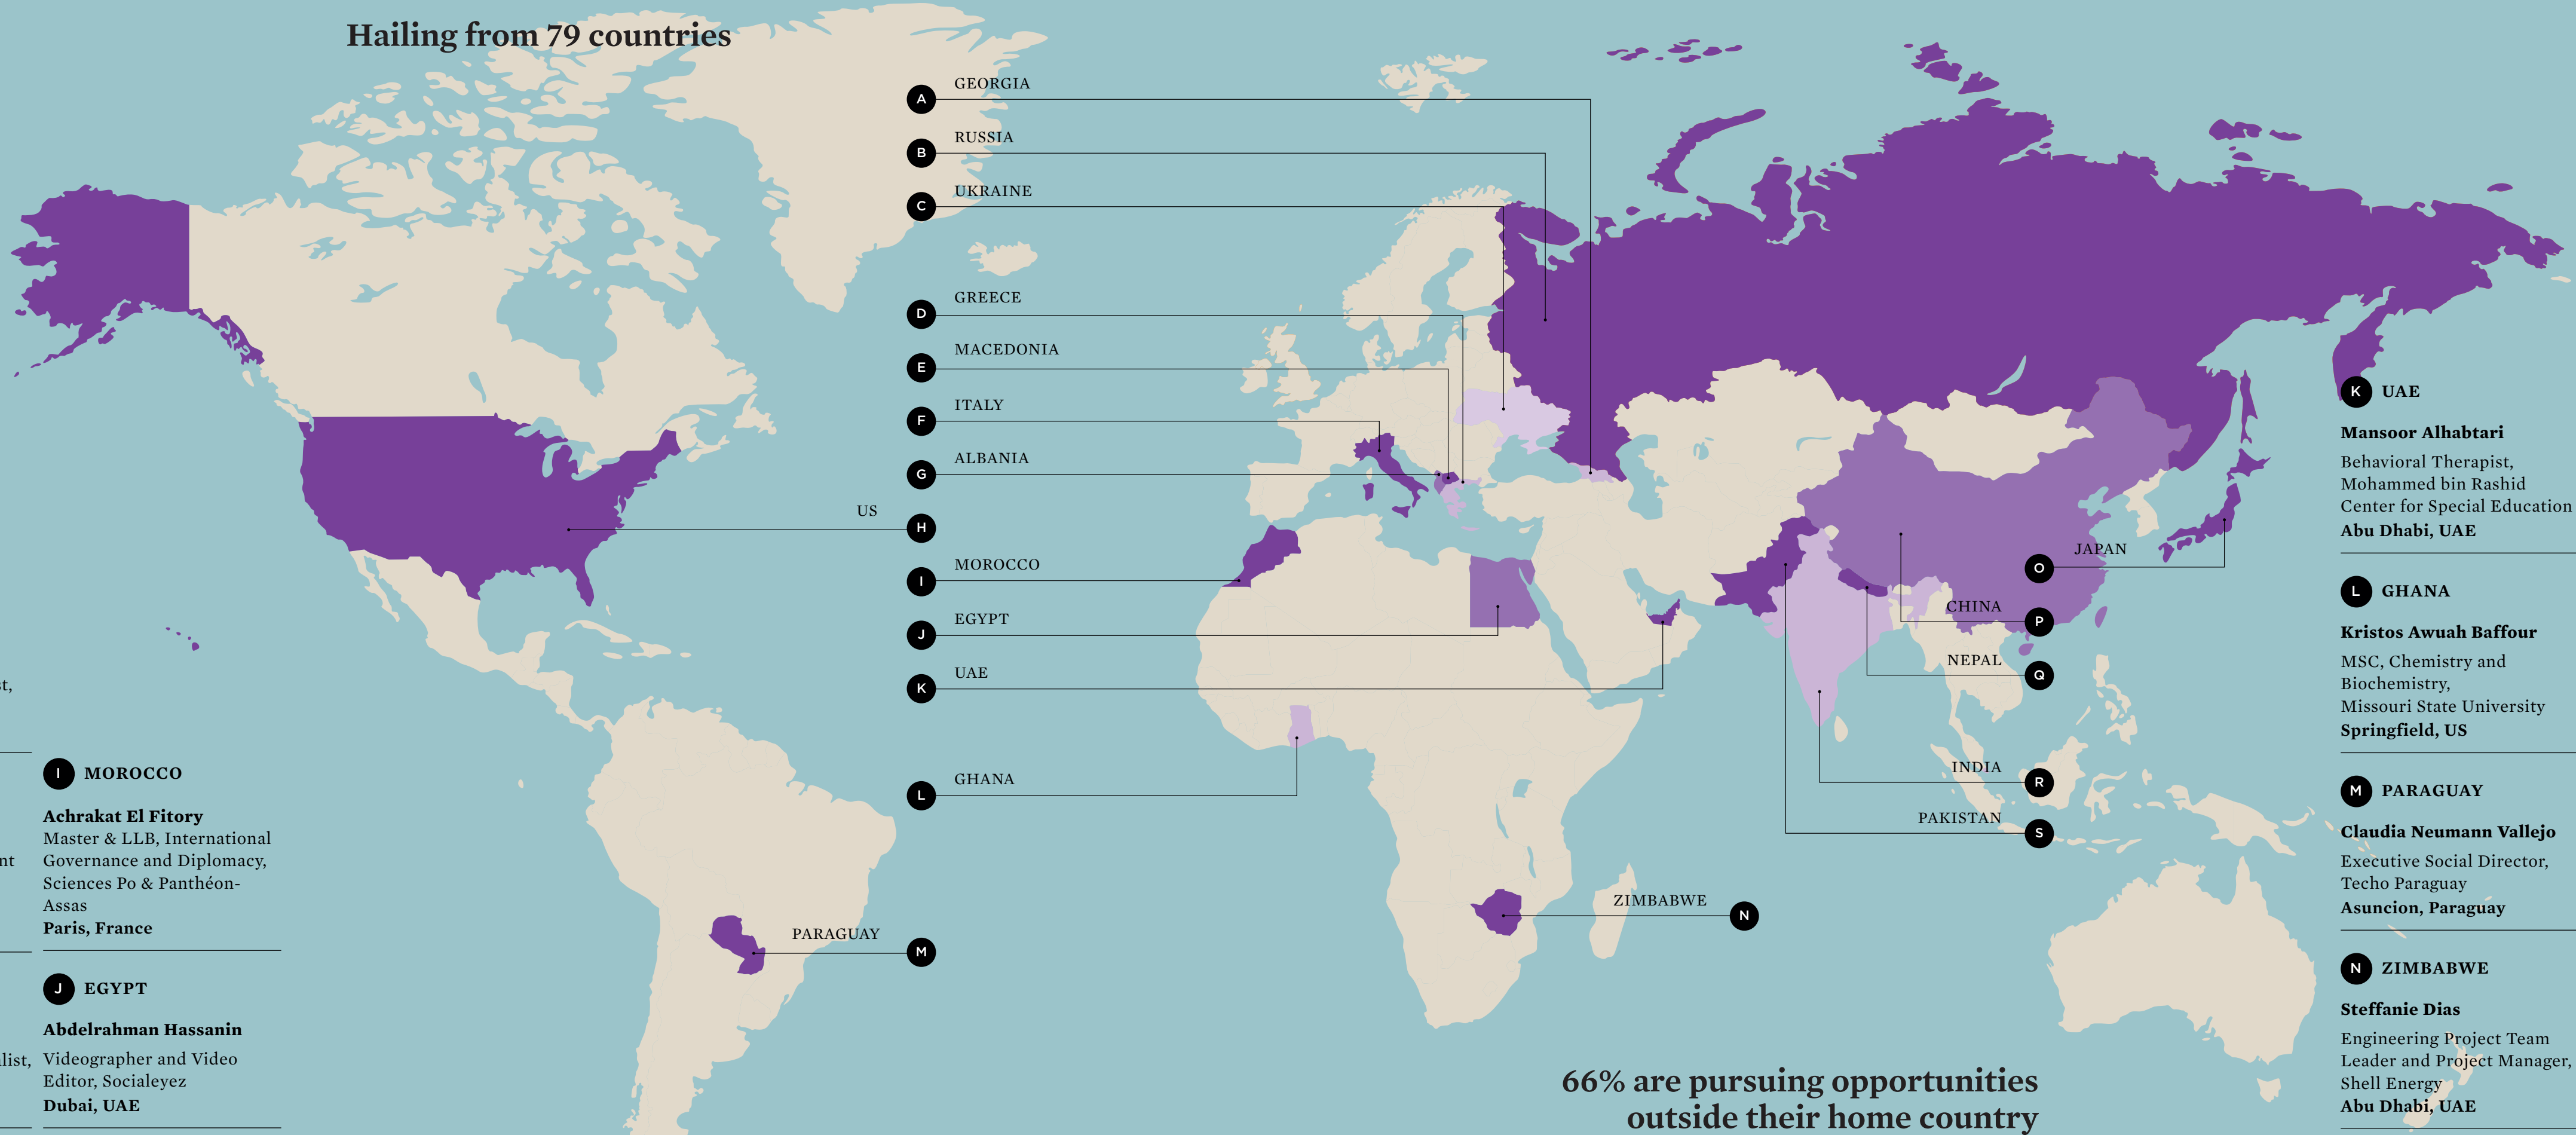 Hailing from 79 countries
A
GEORGIA
B
RUSSIA
C
UKRAINE
D
GREECE
E
MACEDONIA
F
ITALY
G
ALBANIA
US
H
I
MOROCCO
J
EGYPT
K
UAE
L
GHANA
PARAGUAY
M
ZIMBABWE
N
JAPAN
O
CHINA
P
NEPAL
Q
INDIA
R
PAKISTAN
S
st,
nt
list,
I MOROCCO
Achrakat El Fitory
Master & LLB, International
Governance and Diplomacy,
Sciences Po & Panthéon-
Assas
Paris, France
J EGYPT
Abdelrahman Hassanin
Videographer and Video
Editor, Socialeyez
Dubai, UAE
K UAE
Mansoor Alhabtari
Behavioral Therapist,
Mohammed bin Rashid
Center for Special Education
Abu Dhabi, UAE
L GHANA
Kristos Awuah Baffour
MSC, Chemistry and
Biochemistry,
Missouri State University
Springfield, US
M PARAGUAY
Claudia Neumann Vallejo
Executive Social Director,
Techo Paraguay
Asuncion, Paraguay
N ZIMBABWE
Steffanie Dias
Engineering Project Team
Leader and Project Manager,
Shell Energy
Abu Dhabi, UAE
66% are pursuing opportunities
outside their home country